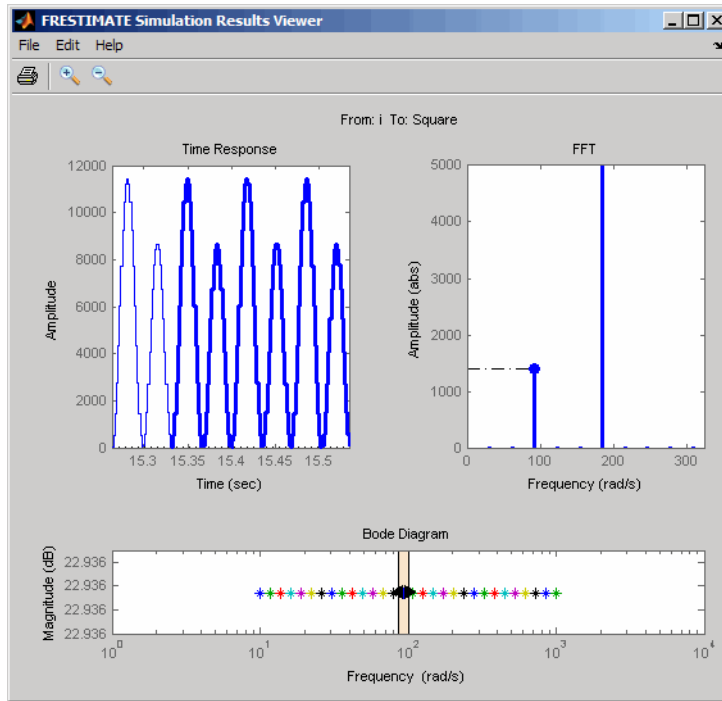 FRESTIMATE Simulation Results Viewer
File Edit Help
From: i To: Square
Time Response
12000
10000
8000
6000
4000
2000
0
Amplitude
15.3 15.35 15.4 15.45 15.5
Time (sec)
FFT
5000
4000
3000
2000
1000
0
Amplitude (abs)
0 100 200 300
Frequency (rad/s)
Bode Diagram
22.936
22.936
22.936
22.936
Magnitude (dB)
10^0 10^1 10^2 10^3 10^4
Frequency (rad/s)